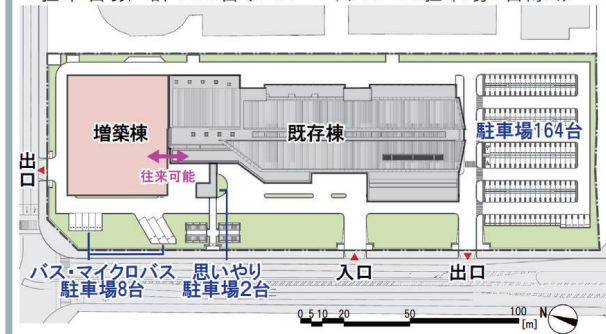 増築棟
既存棟
駐車場164台
往来可能
出口
バス・マイクロバス
駐車場8台
思いやり
駐車場2台
入口
出口
0 5 10 20 50 100
[m]
N